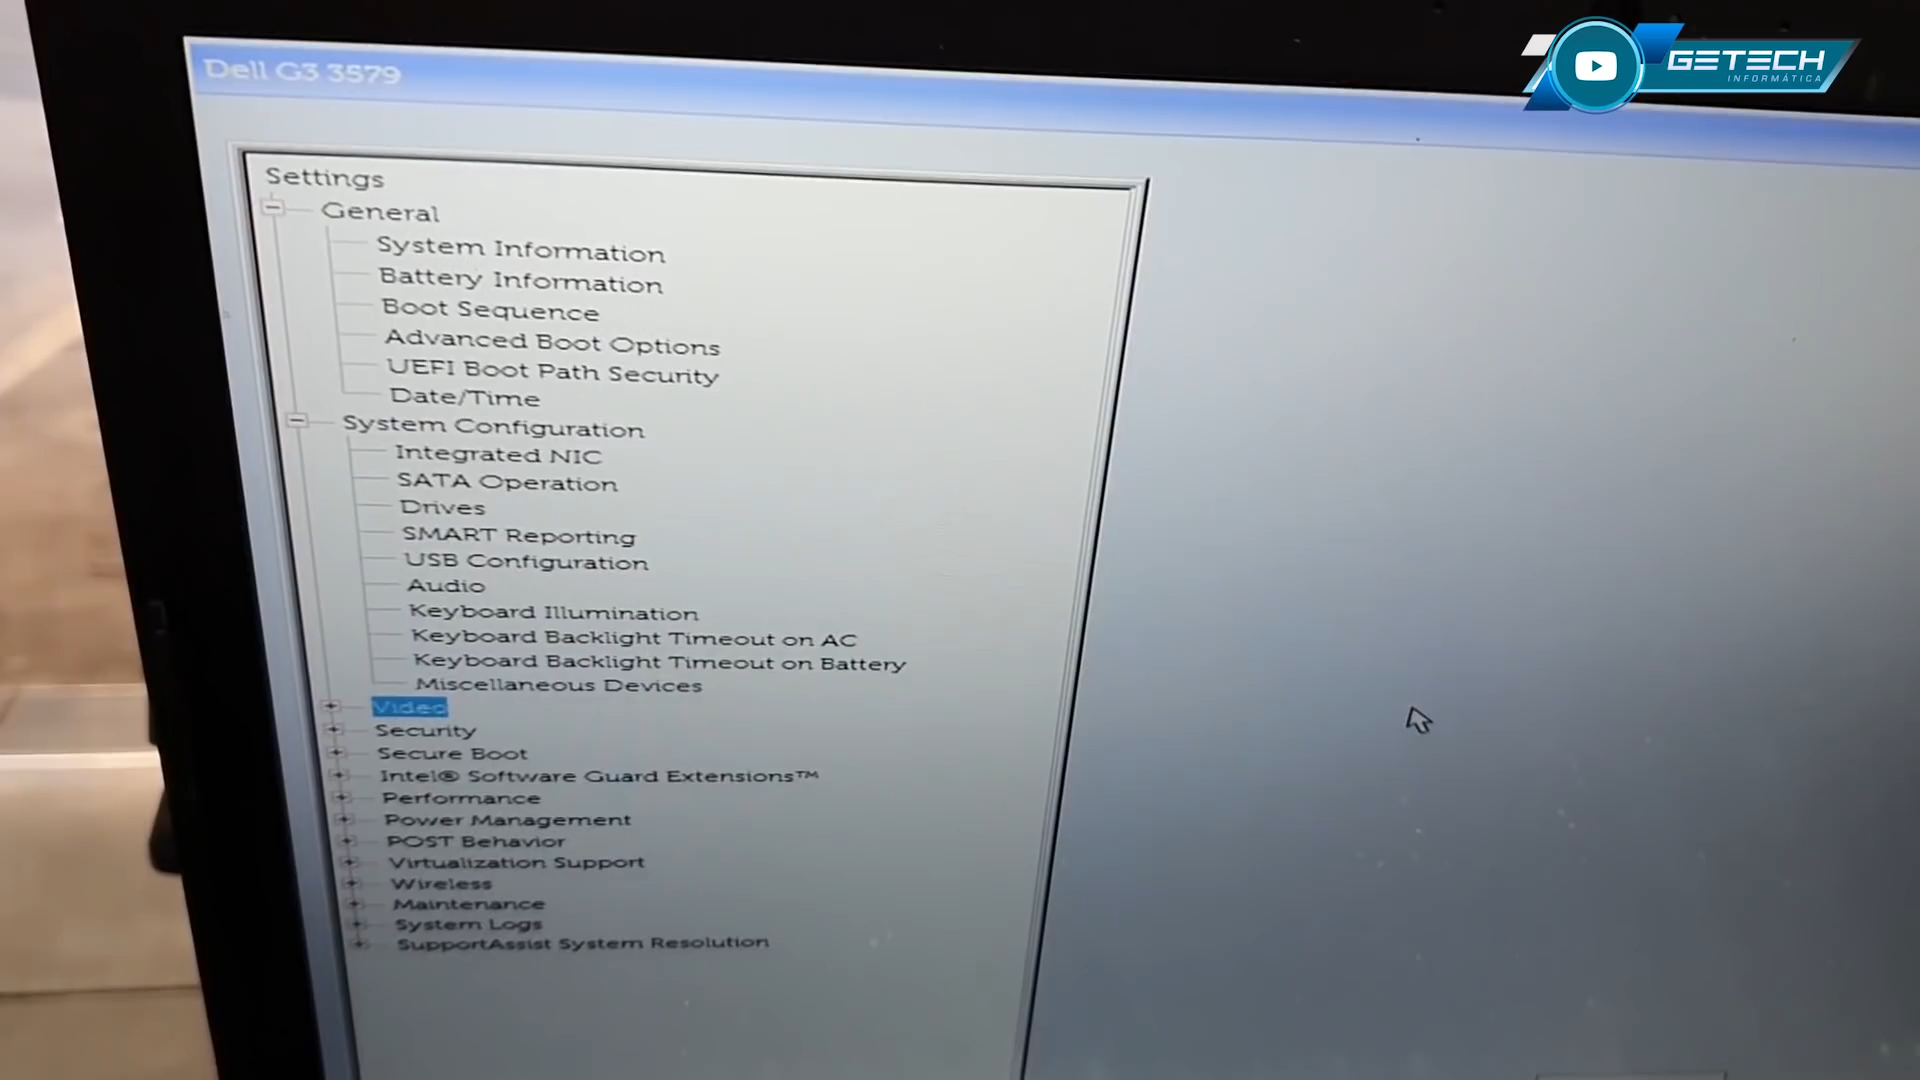 GETECH
INFORMÁTICA
Dell G3 3579
Settings
General
System Information
Battery Information
Boot Sequence
Advanced Boot Options
UEFI Boot Path Security
Date/Time
System Configuration
Integrated NIC
SATA Operation
Drives
SMART Reporting
USB Configuration
Audio
Keyboard Illumination
Keyboard Backlight Timeout on AC
Keyboard Backlight Timeout on Battery
Miscellaneous Devices
Video
Security
Secure Boot
Intel® Software Guard Extensions™
Performance
Power Management
POST Behavior
Virtualization Support
Wireless
Maintenance
System Logs
SupportAssist System Resolution